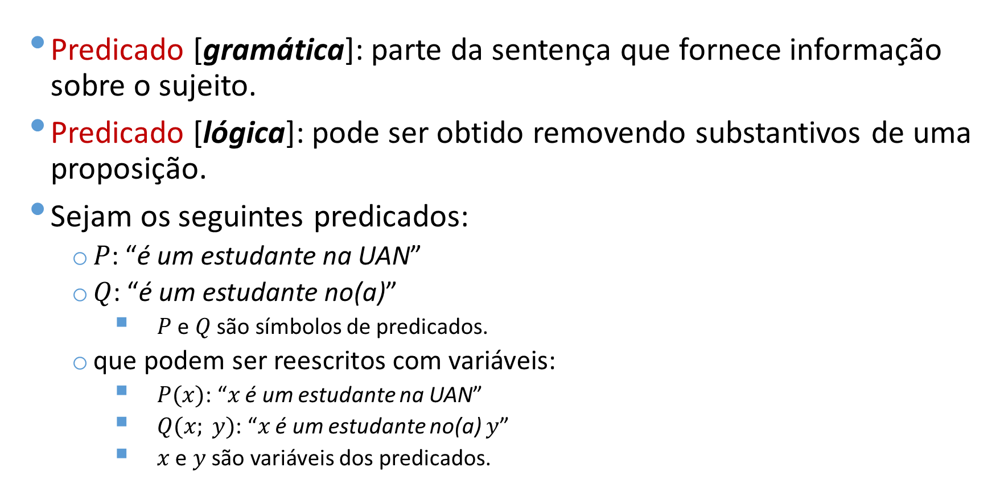 • Predicado [gramática]: parte da sentença que fornece informação
sobre o sujeito.
• Predicado [lógica]: pode ser obtido removendo substantivos de uma
proposição.
• Sejam os seguintes predicados:
○ P: “é um estudante na UAN”
○ Q: “é um estudante no(a)”
▪ P e Q são símbolos de predicados.
○ que podem ser reescritos com variáveis:
▪ P(x): “x é um estudante na UAN”
▪ Q(x; y): “x é um estudante no(a) y”
▪ x e y são variáveis dos predicados.